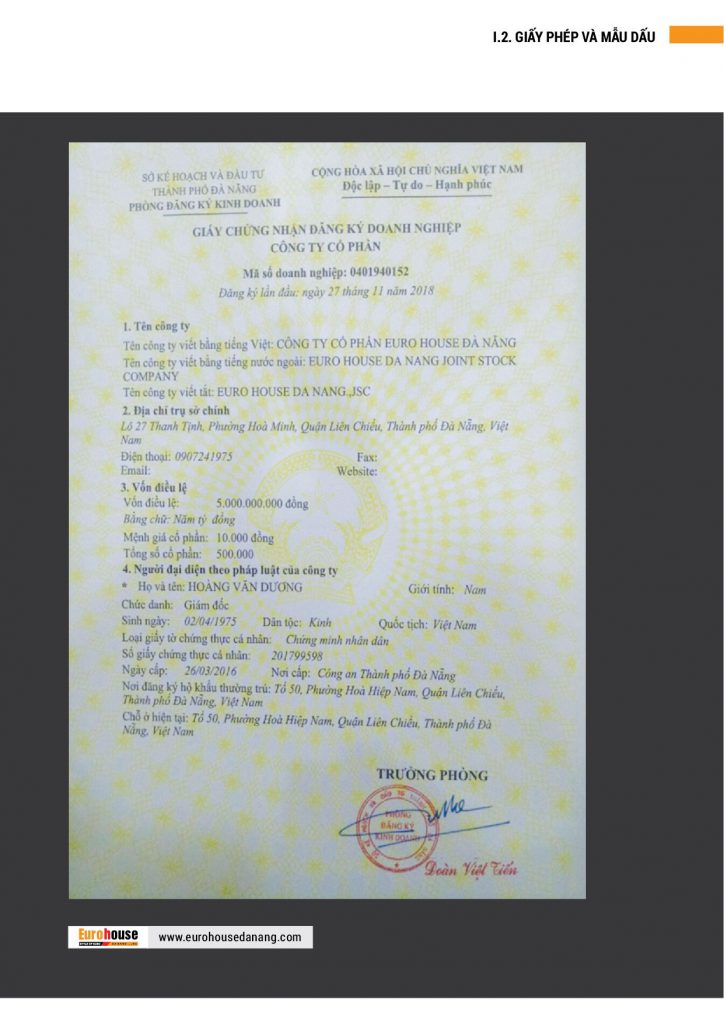 I.2. GIẤY PHÉP VÀ MẪU DẤU
SỞ KẾ HOẠCH VÀ ĐẦU TƯ
THÀNH PHỐ ĐÀ NẴNG
PHÒNG ĐĂNG KÝ KINH DOANH
CỘNG HÒA XÃ HỘI CHỦ NGHĨA VIỆT NAM
Độc lập – Tự do – Hạnh phúc
GIẤY CHỨNG NHẬN ĐĂNG KÝ DOANH NGHIỆP
CÔNG TY CỔ PHẦN
Mã số doanh nghiệp: 0401940152
Đăng ký lần đầu: ngày 27 tháng 11 năm 2018
1. Tên công ty
Tên công ty viết bằng tiếng Việt: CÔNG TY CỔ PHẦN EURO HOUSE ĐÀ NẴNG
Tên công ty viết bằng tiếng nước ngoài: EURO HOUSE DA NANG JOINT STOCK
COMPANY
Tên công ty viết tắt: EURO HOUSE DA NANG.,JSC
2. Địa chỉ trụ sở chính
Lô 27 Thanh Tịnh, Phường Hoà Minh, Quận Liên Chiểu, Thành phố Đà Nẵng, Việt
Nam
Điện thoại: 0907241975 Fax:
Email: Website:
3. Vốn điều lệ
Vốn điều lệ: 5.000.000.000 đồng
Bằng chữ: Năm tỷ đồng
Mệnh giá cổ phần: 10.000 đồng
Tổng số cổ phần: 500.000
4. Người đại diện theo pháp luật của công ty
* Họ và tên: HOÀNG VĂN DƯƠNG Giới tính: Nam
Chức danh: Giám đốc
Sinh ngày: 02/04/1975 Dân tộc: Kinh Quốc tịch: Việt Nam
Loại giấy tờ chứng thực cá nhân: Chứng minh nhân dân
Số giấy chứng thực cá nhân: 201799598
Ngày cấp: 26/03/2016 Nơi cấp: Công an Thành phố Đà Nẵng
Nơi đăng ký hộ khẩu thường trú: Tổ 50, Phường Hoà Hiệp Nam, Quận Liên Chiểu,
Thành phố Đà Nẵng, Việt Nam
Chỗ ở hiện tại: Tổ 50, Phường Hoà Hiệp Nam, Quận Liên Chiểu, Thành phố Đà
Nẵng, Việt Nam
TRƯỞNG PHÒNG
PHÒNG
ĐĂNG KÝ
KINH DOANH
Đoàn Việt Tiến
Eurohouse
www.eurohousedanang.com